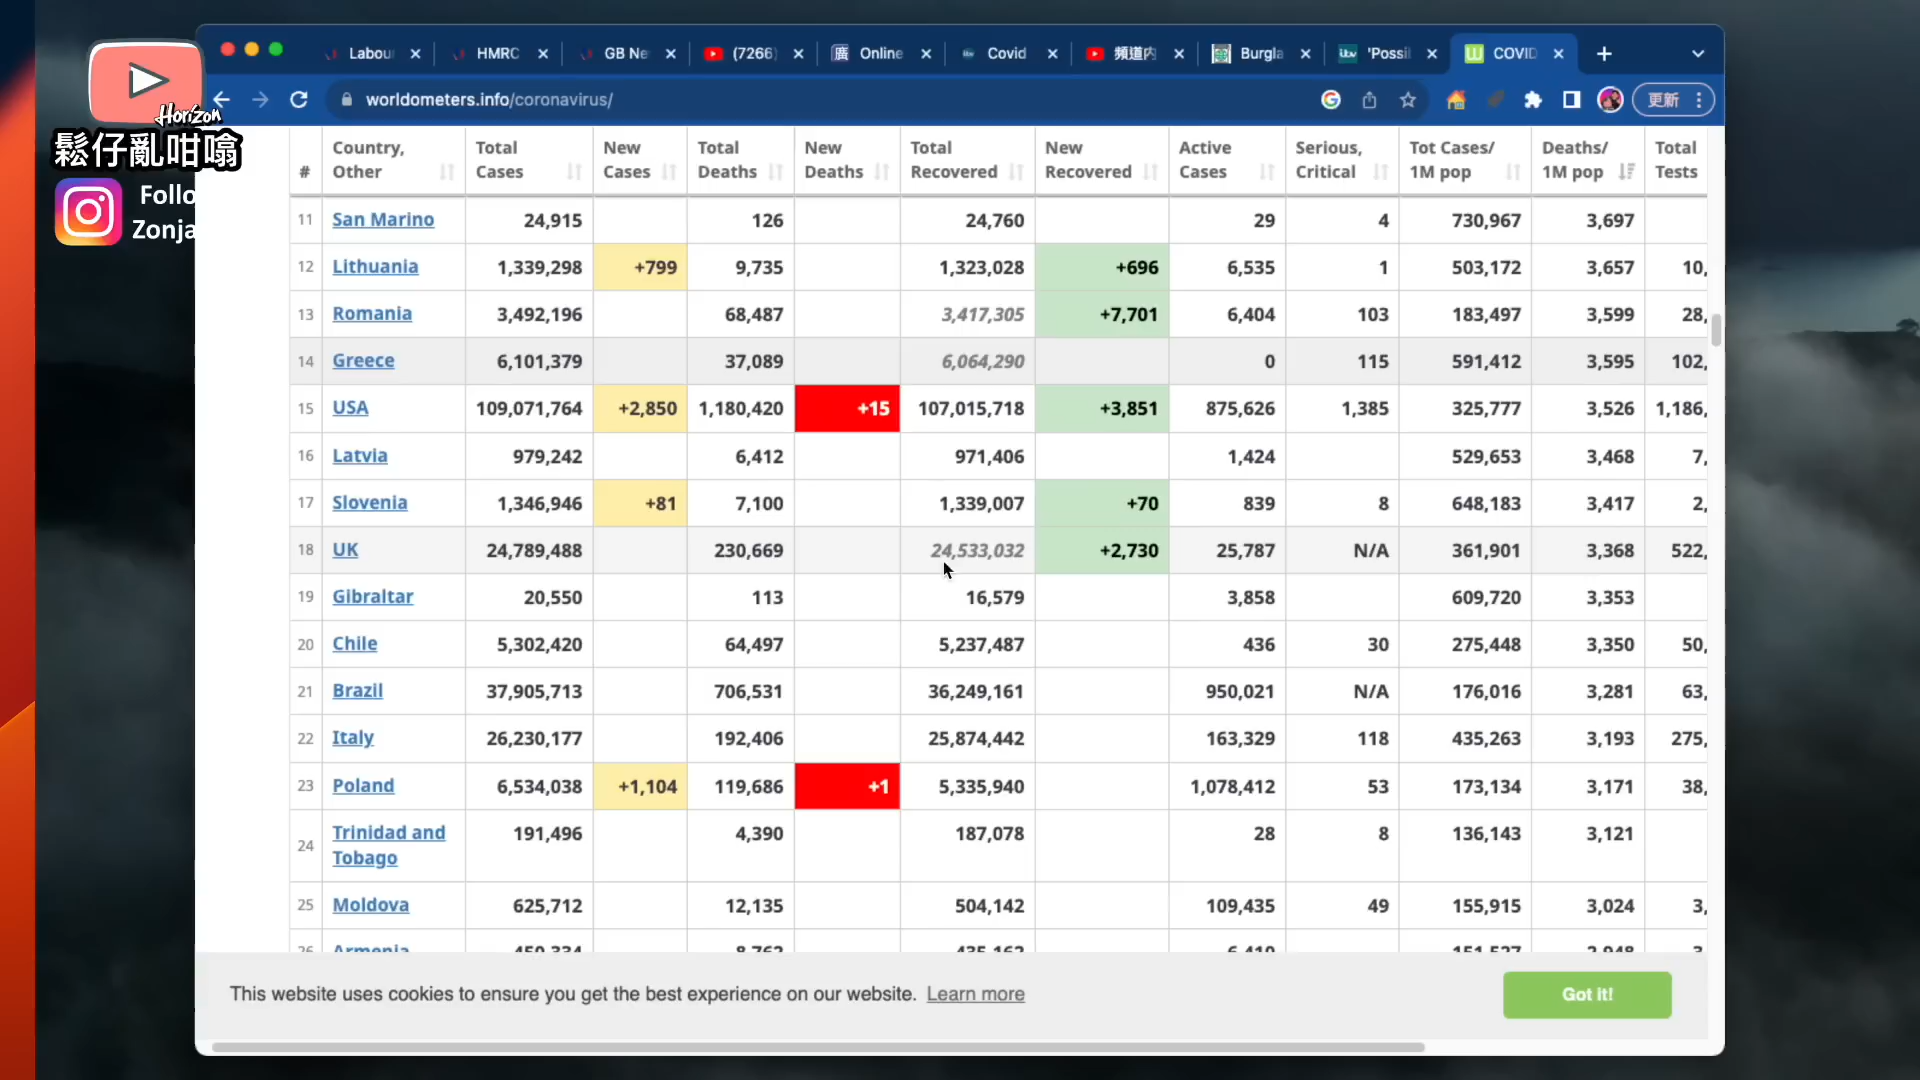 Labou HMRC GB Ne (7266) Online Covid 頻道內 Burgla 'Possil COVID
worldometers.info/coronavirus/ 更新
Horizon
鬆仔亂咁噏
Follo
Zonja
# Country, Other Total Cases New Cases Total Deaths New Deaths Total Recovered New Recovered Active Cases Serious, Critical Tot Cases/ 1M pop Deaths/ 1M pop Total Tests
11 San Marino 24,915 126 24,760 29 4 730,967 3,697
12 Lithuania 1,339,298 +799 9,735 1,323,028 +696 6,535 1 503,172 3,657 10,
13 Romania 3,492,196 68,487 3,417,305 +7,701 6,404 103 183,497 3,599 28,
14 Greece 6,101,379 37,089 6,064,290 0 115 591,412 3,595 102,
15 USA 109,071,764 +2,850 1,180,420 +15 107,015,718 +3,851 875,626 1,385 325,777 3,526 1,186,
16 Latvia 979,242 6,412 971,406 1,424 529,653 3,468 7,
17 Slovenia 1,346,946 +81 7,100 1,339,007 +70 839 8 648,183 3,417 2,
18 UK 24,789,488 230,669 24,533,032 +2,730 25,787 N/A 361,901 3,368 522,
19 Gibraltar 20,550 113 16,579 3,858 609,720 3,353
20 Chile 5,302,420 64,497 5,237,487 436 30 275,448 3,350 50,
21 Brazil 37,905,713 706,531 36,249,161 950,021 N/A 176,016 3,281 63,
22 Italy 26,230,177 192,406 25,874,442 163,329 118 435,263 3,193 275,
23 Poland 6,534,038 +1,104 119,686 +1 5,335,940 1,078,412 53 173,134 3,171 38,
24 Trinidad and Tobago 191,496 4,390 187,078 28 8 136,143 3,121
25 Moldova 625,712 12,135 504,142 109,435 49 155,915 3,024 3,
26 Armenia
This website uses cookies to ensure you get the best experience on our website. Learn more Got it!